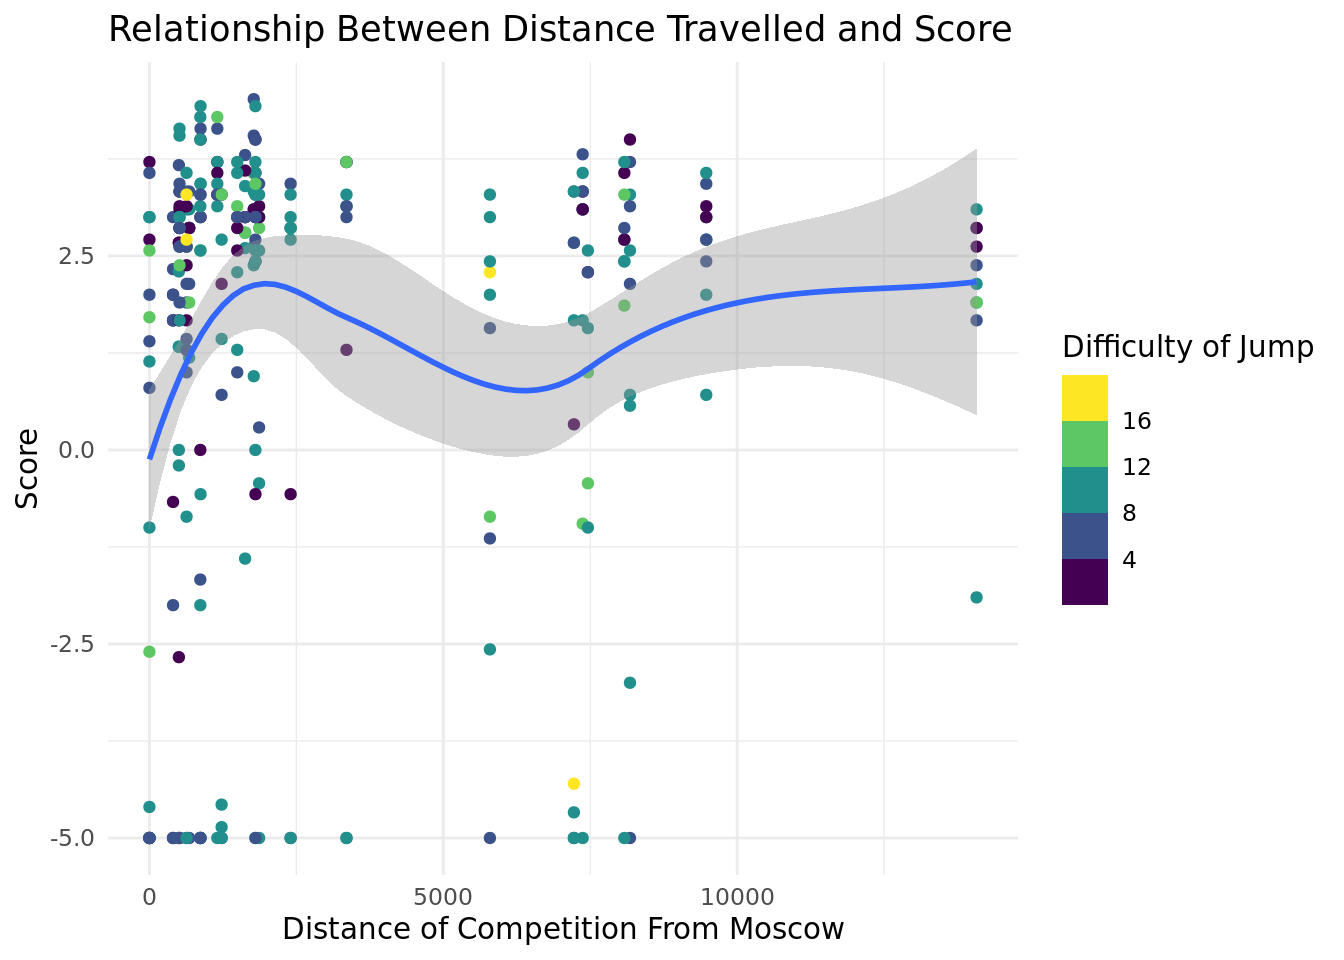 Relationship Between Distance Travelled and Score
Score
2.5
0.0
-2.5
-5.0
0
5000
10000
Distance of Competition From Moscow
Difficulty of Jump
16
12
8
4